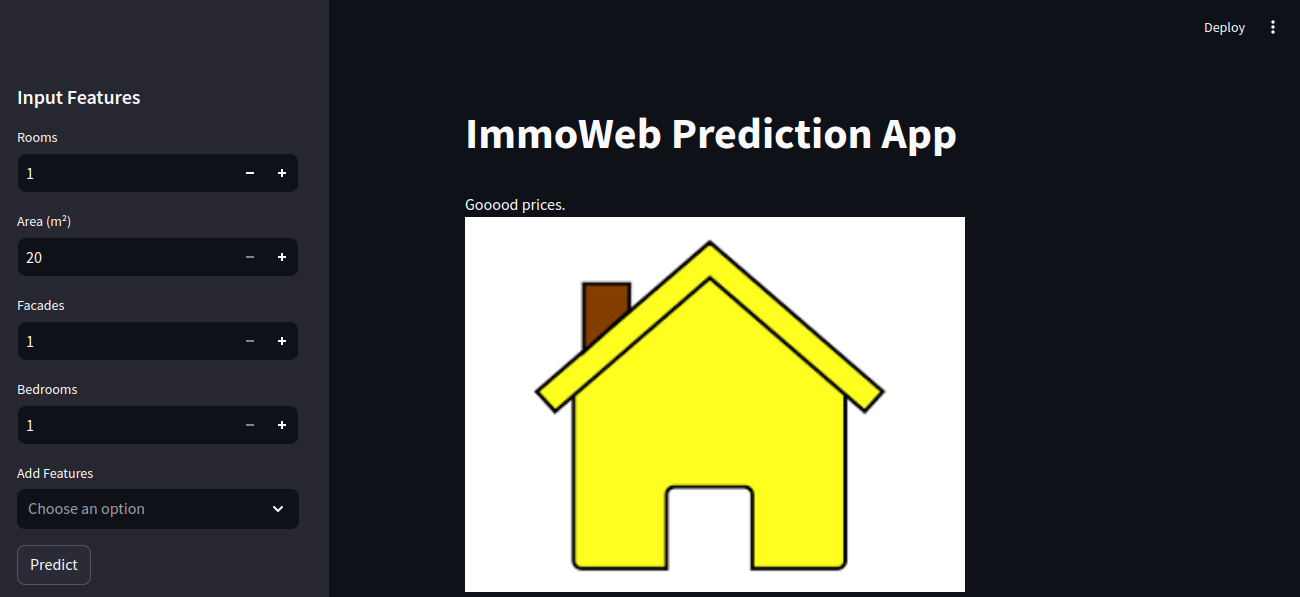 Deploy
Input Features
Rooms
1
Area (m²)
20
Facades
1
Bedrooms
1
Add Features
Choose an option
Predict
ImmoWeb Prediction App
Gooood prices.